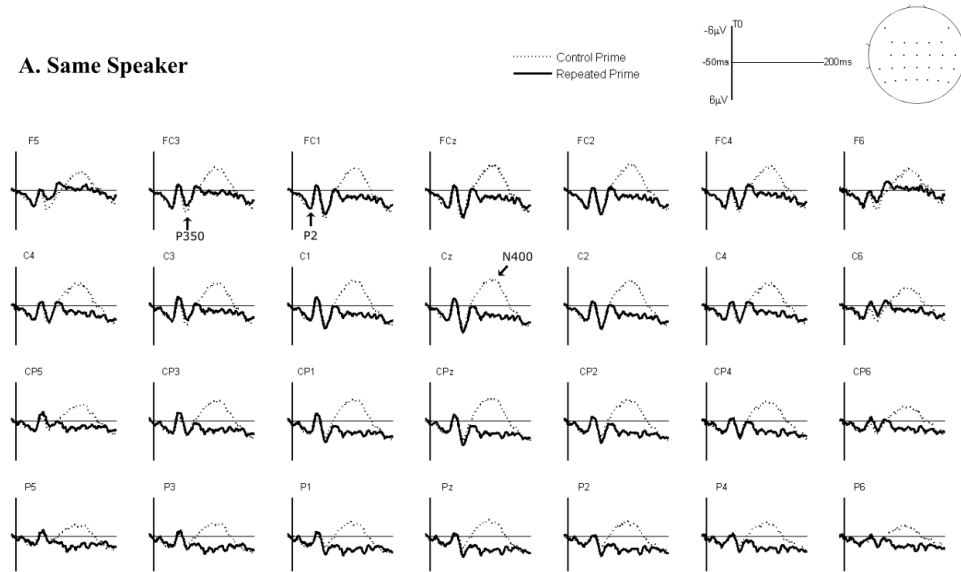 A. Same Speaker
Control Prime
Repeated Prime
-6µV T0
-50ms 200ms
6µV
F5 FC3 FC1 FCz FC2 FC4 F6
P350 P2
C4 C3 C1 Cz C2 C4 C6
N400
CP5 CP3 CP1 CPz CP2 CP4 CP6
P5 P3 P1 Pz P2 P4 P6